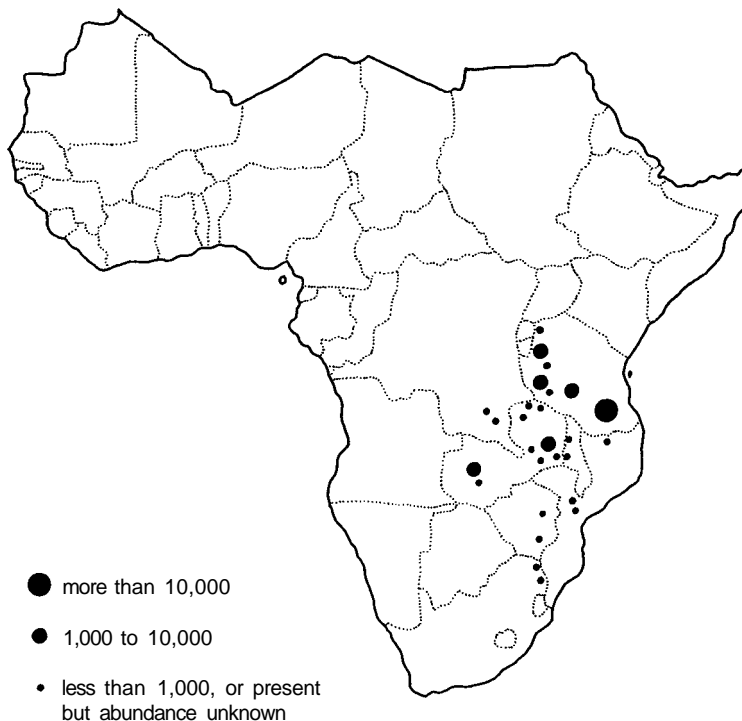 more than 10,000
1,000 to 10,000
less than 1,000, or present
but abundance unknown